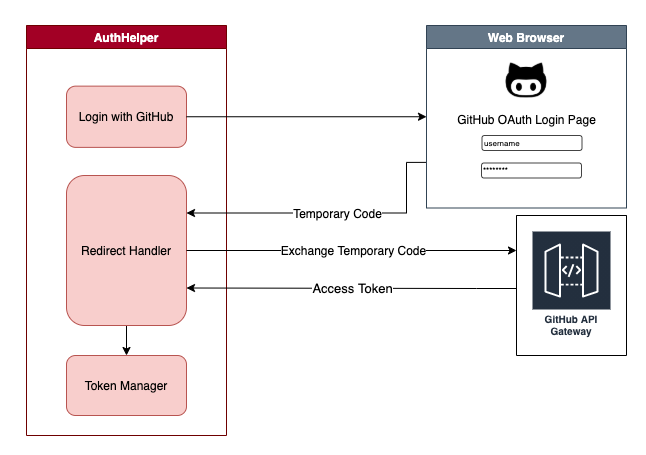 AuthHelper
Web Browser
Login with GitHub
GitHub OAuth Login Page
username
********
Temporary Code
Redirect Handler
Exchange Temporary Code
Access Token
</>
GitHub API
Gateway
Token Manager